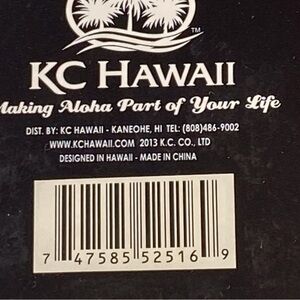 ™
KC HAWAII
Making Aloha Part of Your Life
DIST. BY: KC HAWAII - KANEOHE, HI TEL: (808)486-9002
WWW.KCHAWAII.COM 2013 K.C. CO., LTD
DESIGNED IN HAWAII - MADE IN CHINA
7 47585 52516 9